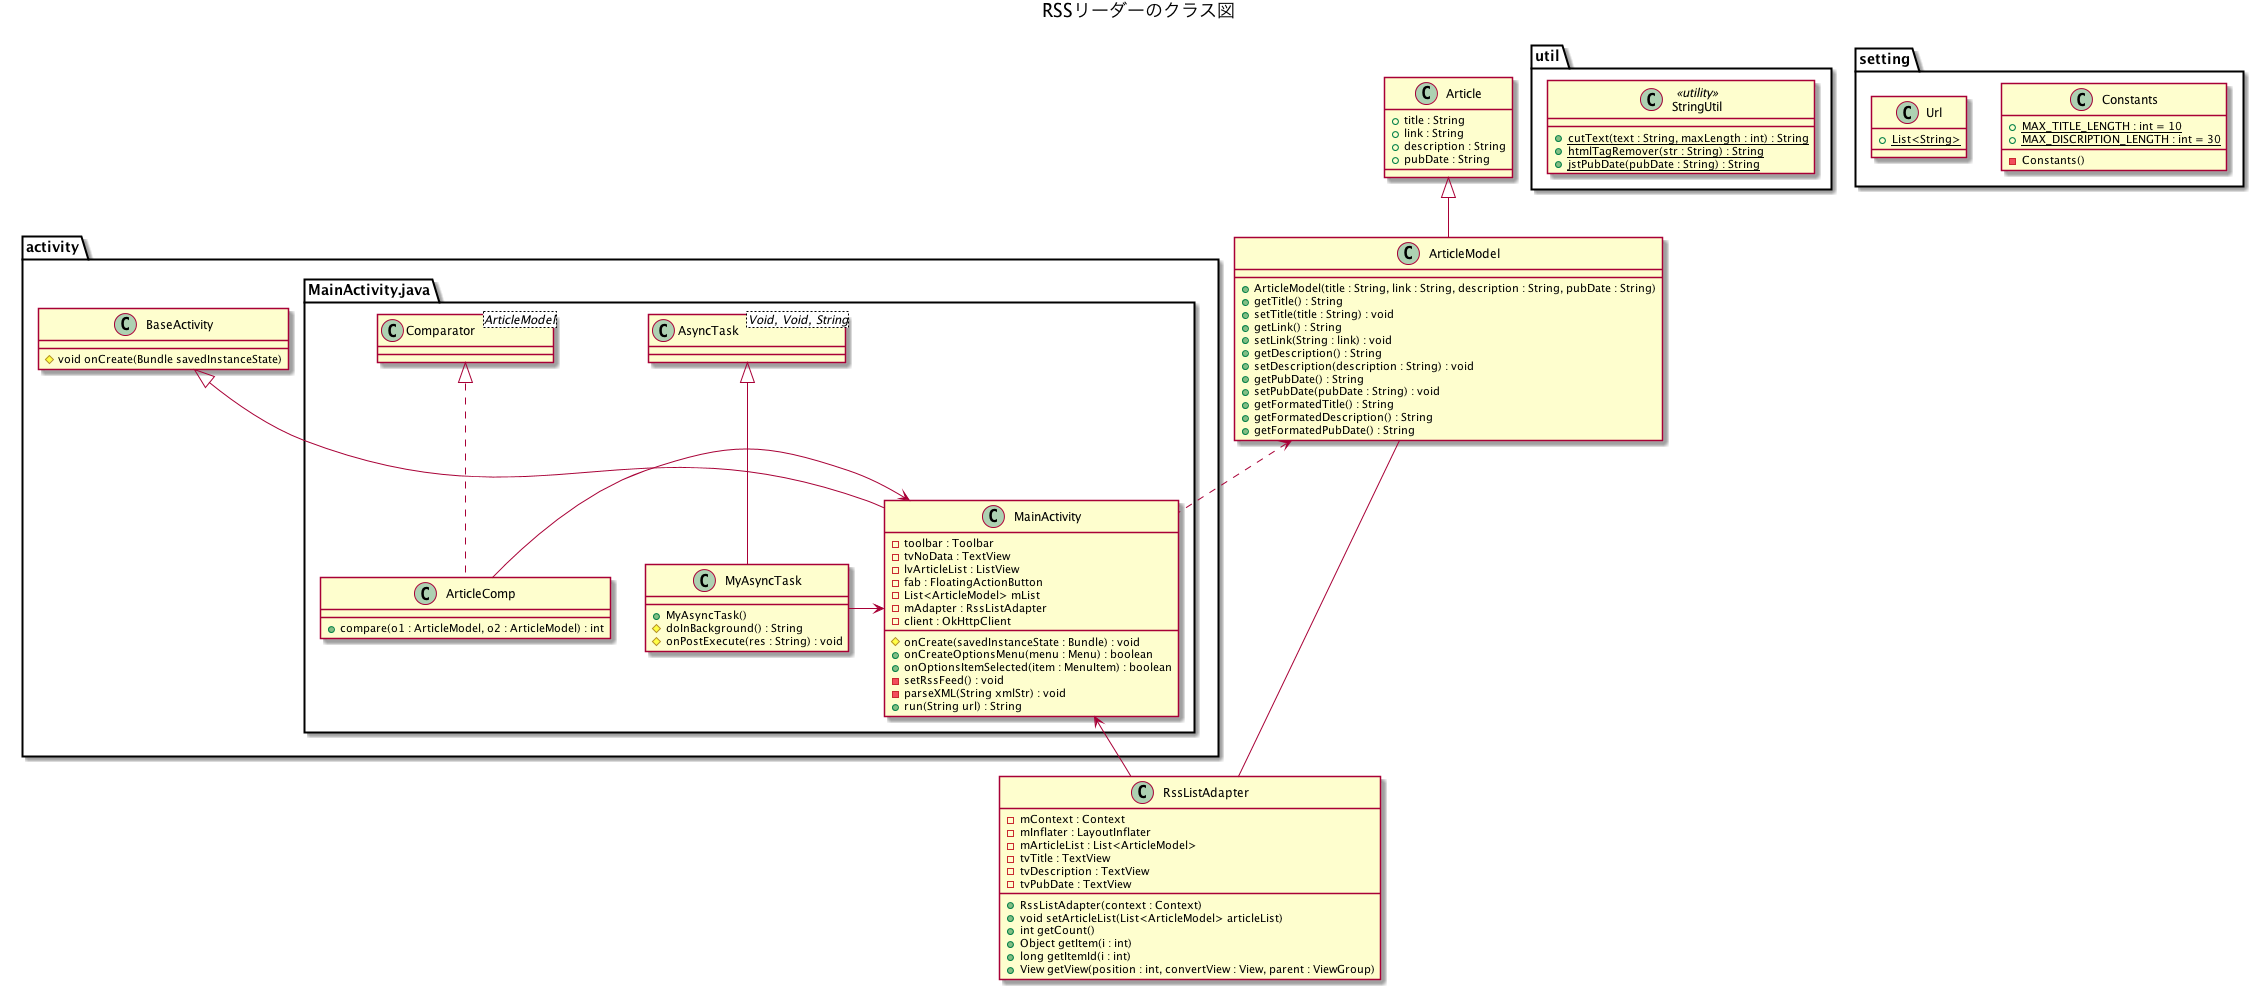 RSSリーダーのクラス図
util
C
«utility»
StringUtil
cutText(text : String, maxLength : int) : String
htmlTagRemover(str : String) : String
jstPubDate(pubDate : String) : String
setting
C Url
List<String>
C Constants
MAX_TITLE_LENGTH : int = 10
MAX_DISCRIPTION_LENGTH : int = 30
Constants()
C Article
title : String
link : String
description : String
pubDate : String
C ArticleModel
ArticleModel(title : String, link : String, description : String, pubDate : String)
getTitle() : String
setTitle(title : String) : void
getLink() : String
setLink(String : link) : void
getDescription() : String
setDescription(description : String) : void
getPubDate() : String
setPubDate(pubDate : String) : void
getFormatedTitle() : String
getFormatedDescription() : String
getFormatedPubDate() : String
activity
C BaseActivity
void onCreate(Bundle savedInstanceState)
MainActivity.java
C Comparator
ArticleModel
C AsyncTask
Void, Void, String
C ArticleComp
compare(o1 : ArticleModel, o2 : ArticleModel) : int
C MyAsyncTask
MyAsyncTask()
doInBackground() : String
onPostExecute(res : String) : void
C MainActivity
toolbar : Toolbar
tvNoData : TextView
lvArticleList : ListView
fab : FloatingActionButton
List<ArticleModel> mList
mAdapter : RssListAdapter
client : OkHttpClient
onCreate(savedInstanceState : Bundle) : void
onCreateOptionsMenu(menu : Menu) : boolean
onOptionsItemSelected(item : MenuItem) : boolean
setRssFeed() : void
parseXML(String xmlStr) : void
run(String url) : String
C RssListAdapter
mContext : Context
mInflater : LayoutInflater
mArticleList : List<ArticleModel>
tvTitle : TextView
tvDescription : TextView
tvPubDate : TextView
RssListAdapter(context : Context)
void setArticleList(List<ArticleModel> articleList)
int getCount()
Object getItem(i : int)
long getItemId(i : int)
View getView(position : int, convertView : View, parent : ViewGroup)